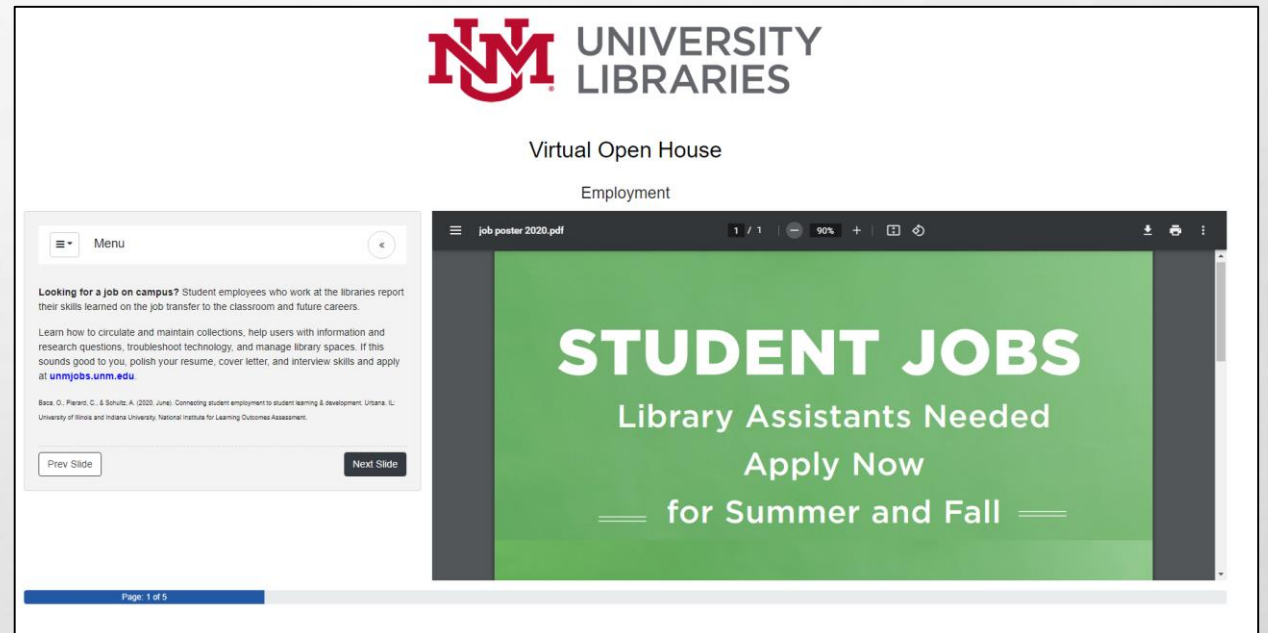 UNM UNIVERSITY
LIBRARIES
Virtual Open House
Employment
Menu
«
Looking for a job on campus? Student employees who work at the libraries report
their skills learned on the job transfer to the classroom and future careers.
Learn how to circulate and maintain collections, help users with information and
research questions, troubleshoot technology, and manage library spaces. If this
sounds good to you, polish your resume, cover letter, and interview skills and apply
at unmjobs.unm.edu.
Baca, O., Pierard, C., & Schultz, A. (2020, June). Connecting student employment to student learning & development. Urbana, IL:
University of Illinois and Indiana University, National Institute for Learning Outcomes Assessment.
Prev Slide
Next Slide
job poster 2020.pdf
1 / 1
90%
STUDENT JOBS
Library Assistants Needed
Apply Now
for Summer and Fall
Page: 1 of 5